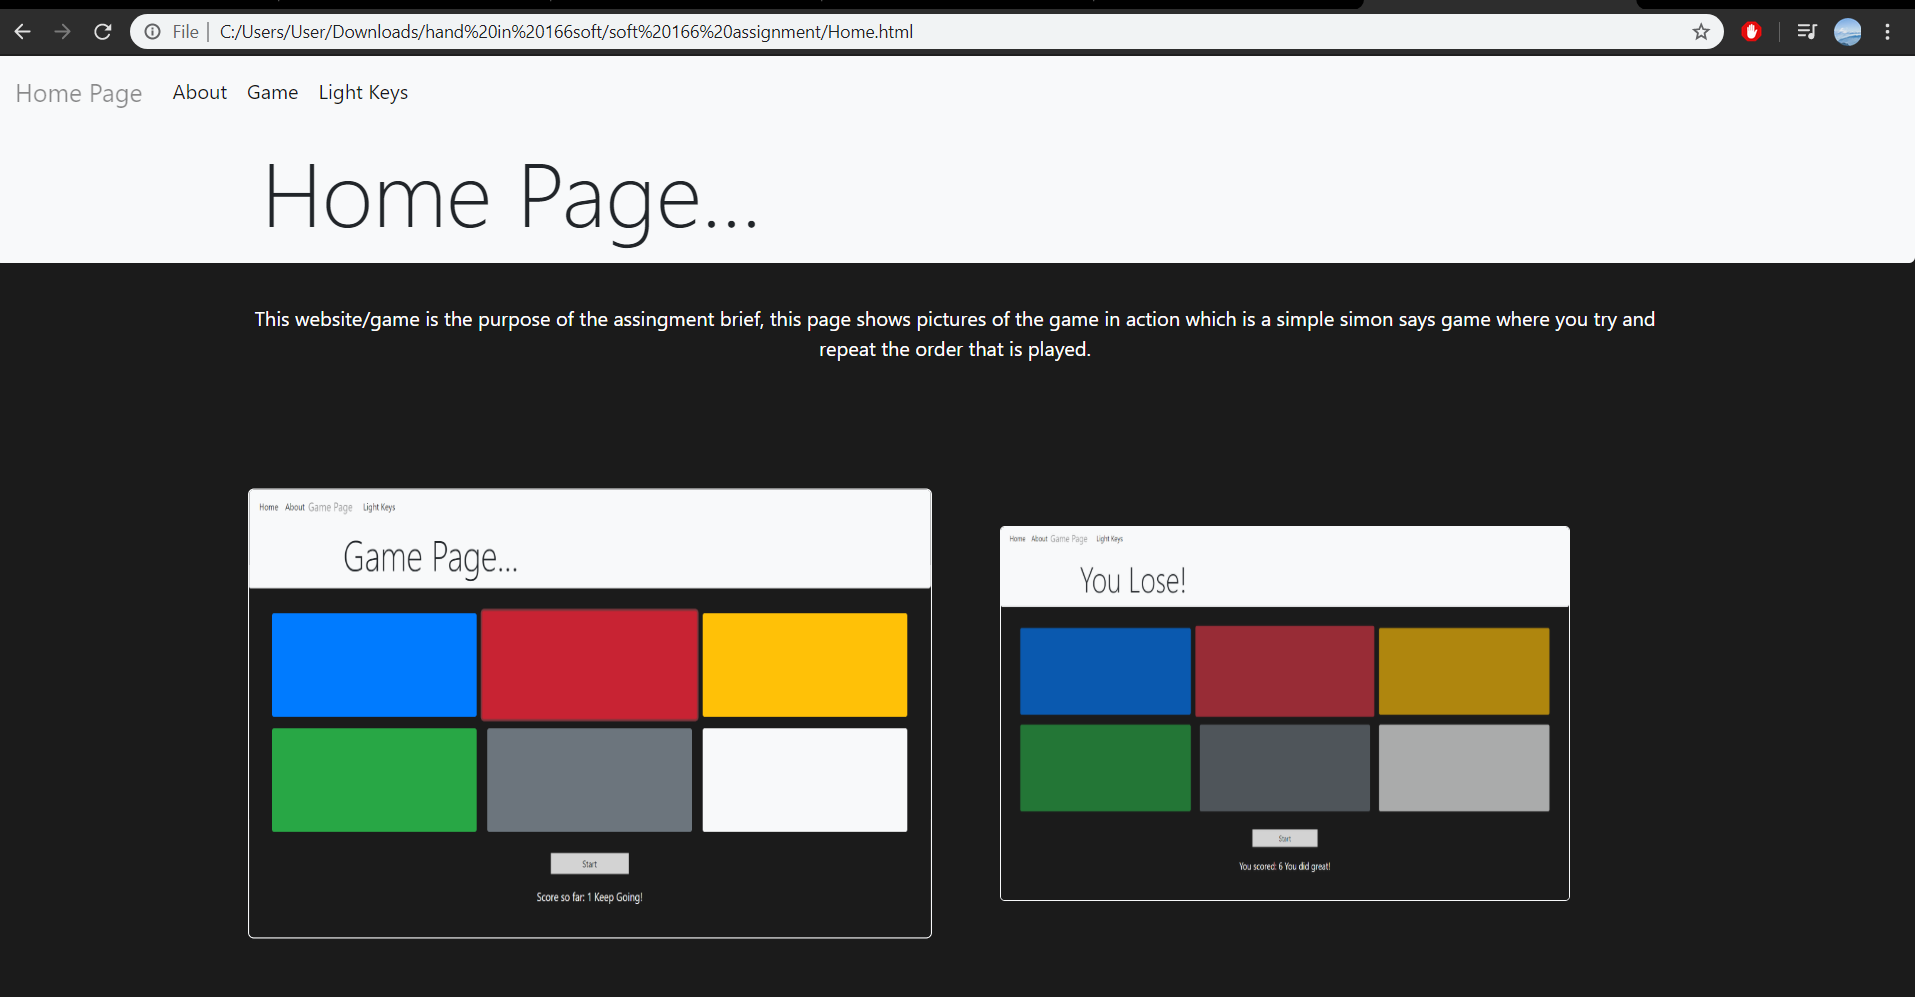 File | C:/Users/User/Downloads/hand%20in%20166soft/soft%20166%20assignment/Home.html
Home Page About Game Light Keys
Home Page...
This website/game is the purpose of the assingment brief, this page shows pictures of the game in action which is a simple simon says game where you try and
repeat the order that is played.
Home About Game Page Light Keys
Game Page...
Start
Score so far: 1 Keep Going!
Home About Game Page Light Keys
You Lose!
Start
You scored: 6 You did great!